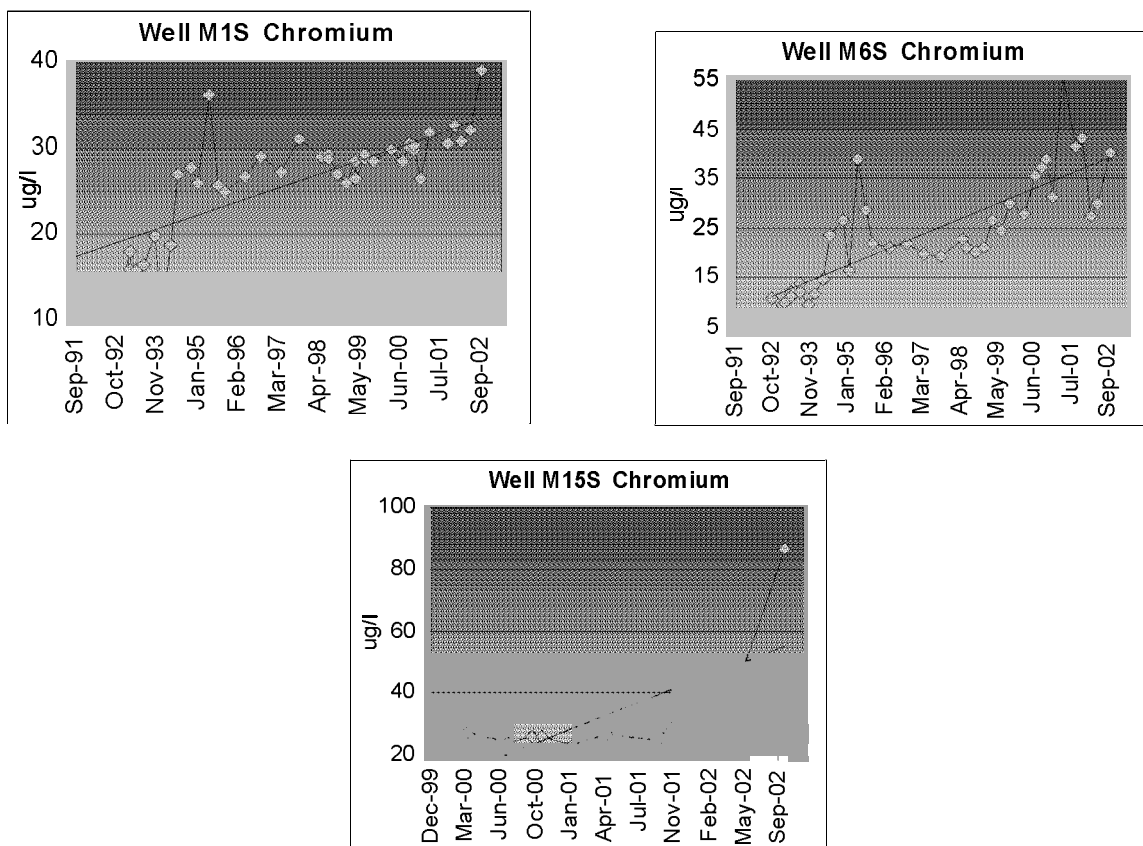 Well M1S Chromium
40
30
20
10
ug/l
Sep-91
Oct-92
Nov-93
Jan-95
Feb-96
Mar-97
Apr-98
May-99
Jun-00
Jul-01
Sep-02
Well M6S Chromium
55
45
35
25
15
5
ug/l
Sep-91
Oct-92
Nov-93
Jan-95
Feb-96
Mar-97
Apr-98
May-99
Jun-00
Jul-01
Sep-02
Well M15S Chromium
100
80
60
40
20
ug/l
Dec-99
Mar-00
Jun-00
Oct-00
Jan-01
Apr-01
Jul-01
Nov-01
Feb-02
May-02
Sep-02